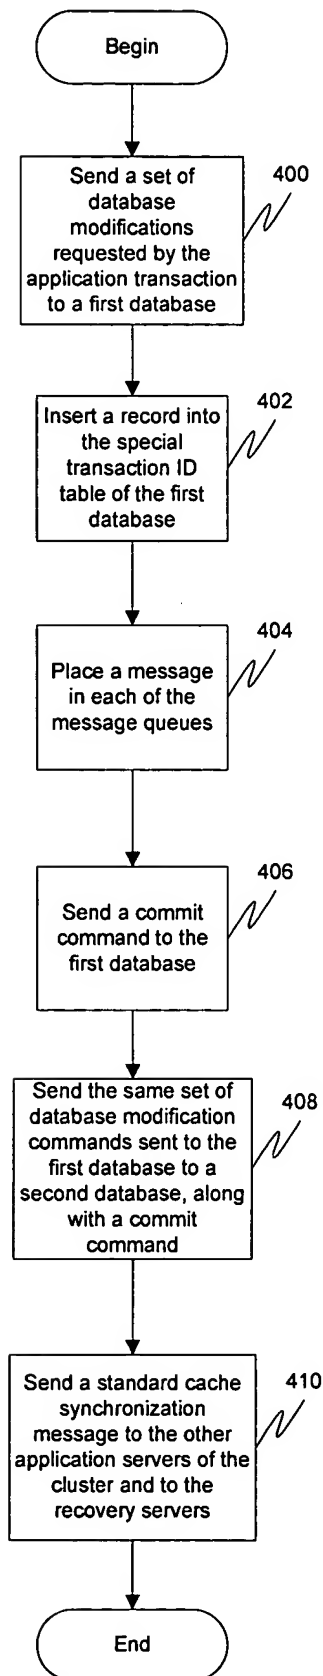 Begin
Send a set of
database
modifications
requested by the
application transaction
to a first database
400
Insert a record into
the special
transaction ID
table of the first
database
402
Place a message
in each of the
message queues
404
Send a commit
command to the
first database
406
Send the same set of
database modification
commands sent to the
first database to a
second database, along
with a commit
command
408
Send a standard cache
synchronization
message to the other
application servers of the
cluster and to the
recovery servers
410
End